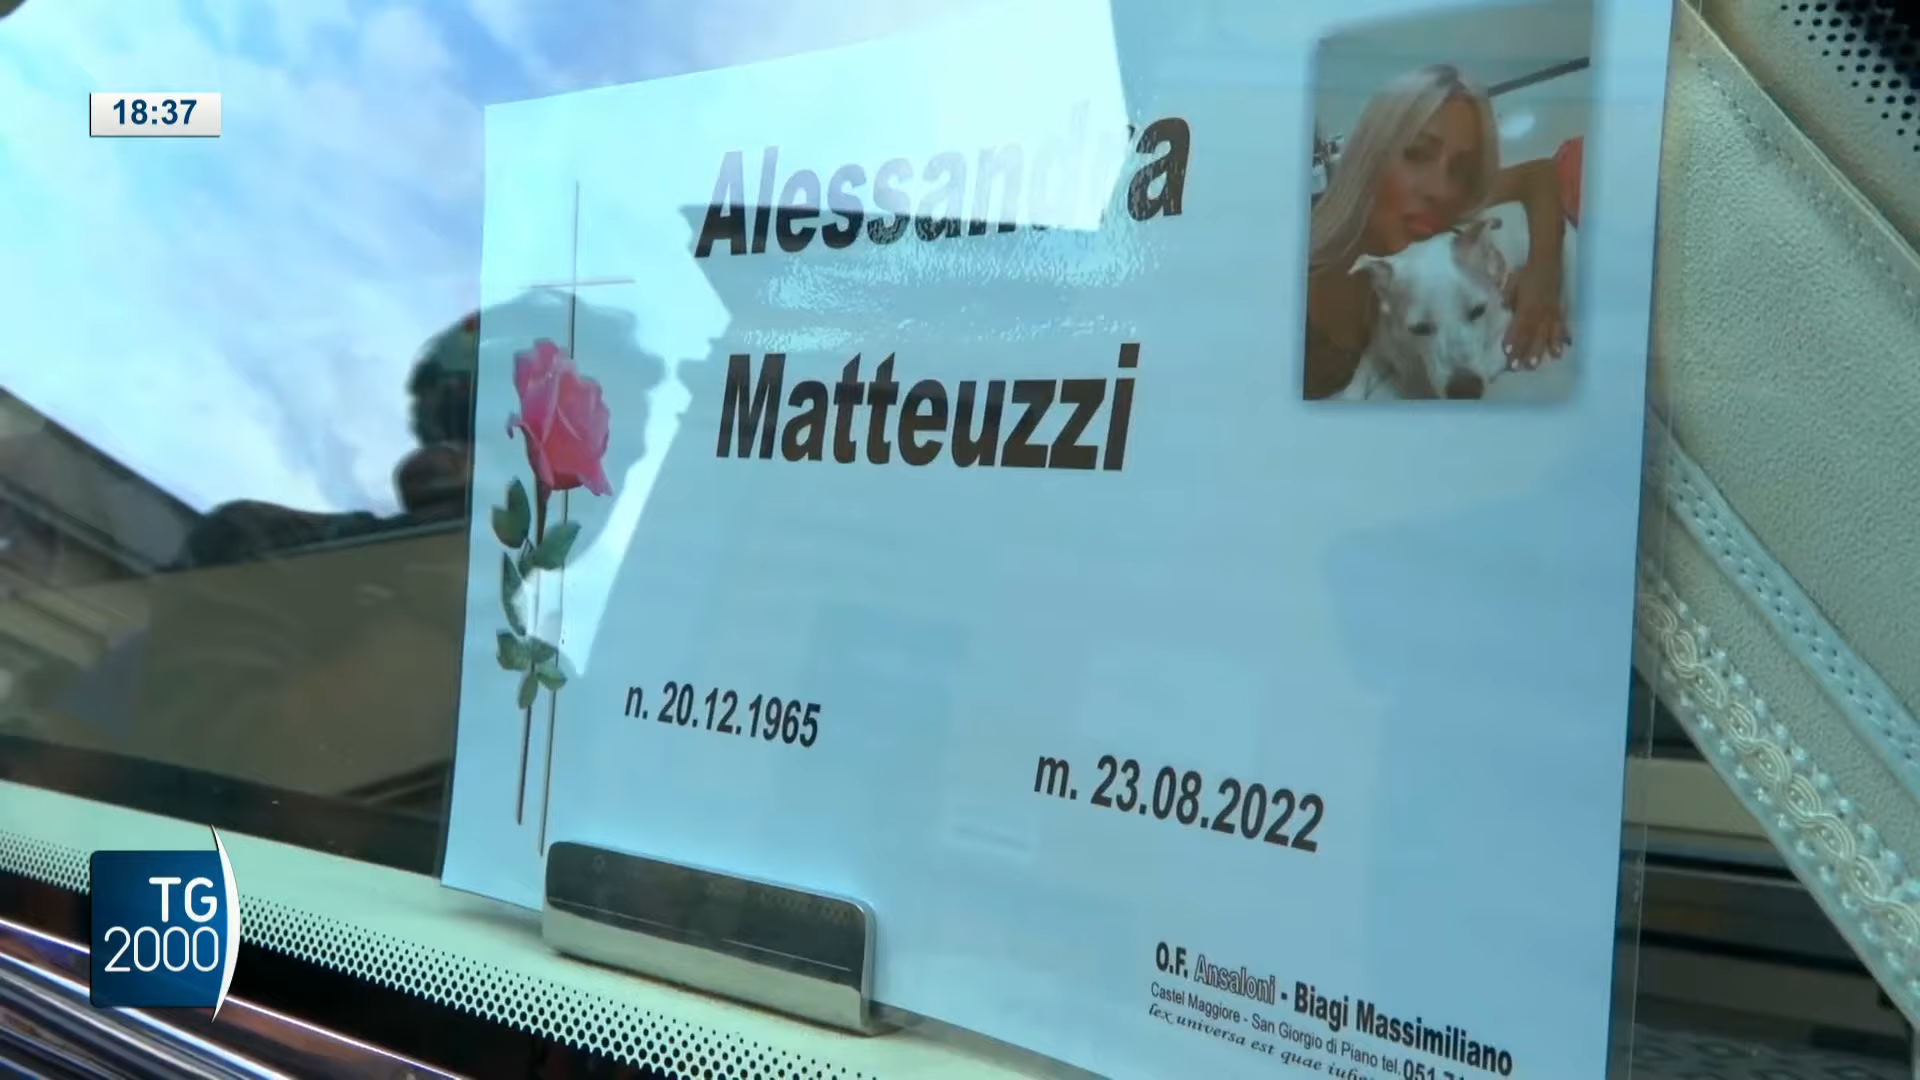 18:37
Alessandra
Matteuzzi
n. 20.12.1965
m. 23.08.2022
O.F. Ansaloni - Biagi Massimiliano
Castel Maggiore - San Giorgio di Piano tel. 051
lex universa est quae
TG
2000